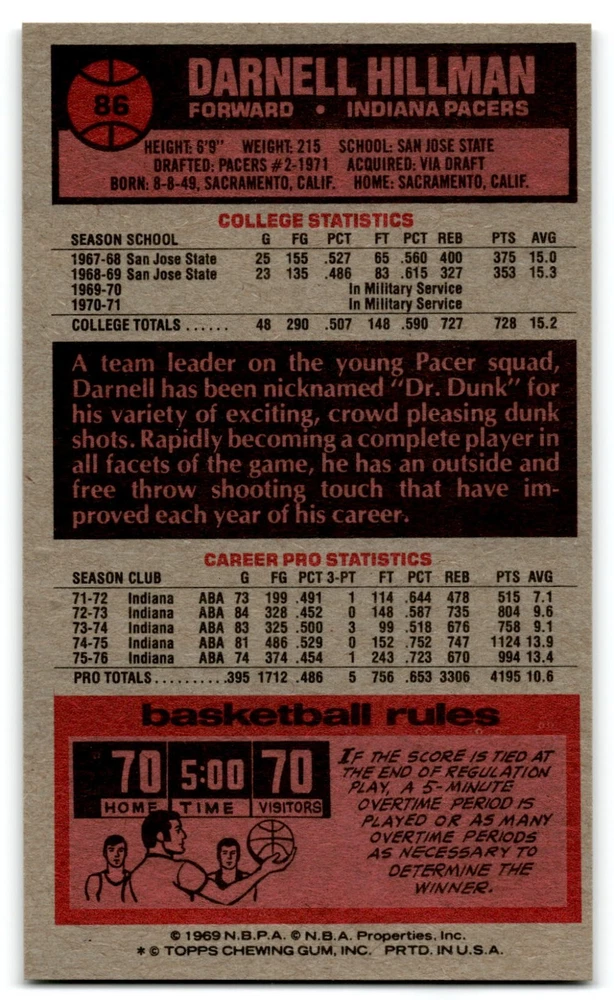 86
DARNELL HILLMAN
FORWARD • INDIANA PACERS
HEIGHT: 6'9" WEIGHT: 215 SCHOOL: SAN JOSE STATE
DRAFTED: PACERS #2-1971 ACQUIRED: VIA DRAFT
BORN: 8-8-49, SACRAMENTO, CALIF. HOME: SACRAMENTO, CALIF.
COLLEGE STATISTICS
SEASON SCHOOL G FG PCT FT PCT REB PTS AVG
1967-68 San Jose State 25 155 .527 65 .560 400 375 15.0
1968-69 San Jose State 23 135 .486 83 .615 327 353 15.3
1969-70 In Military Service
1970-71 In Military Service
COLLEGE TOTALS ...... 48 290 .507 148 .590 727 728 15.2
A team leader on the young Pacer squad,
Darnell has been nicknamed "Dr. Dunk" for
his variety of exciting, crowd pleasing dunk
shots. Rapidly becoming a complete player in
all facets of the game, he has an outside and
free throw shooting touch that have im-
proved each year of his career.
CAREER PRO STATISTICS
SEASON CLUB G FG PCT 3-PT FT PCT REB PTS AVG
71-72 Indiana ABA 73 199 .491 1 114 .644 478 515 7.1
72-73 Indiana ABA 84 328 .452 0 148 .587 735 804 9.6
73-74 Indiana ABA 83 325 .500 3 99 .518 676 758 9.1
74-75 Indiana ABA 81 486 .529 0 152 .752 747 1124 13.9
75-76 Indiana ABA 74 374 .454 1 243 .723 670 994 13.4
PRO TOTALS.......... 395 1712 .486 5 756 .653 3306 4195 10.6
basketball rules
70 5:00 70
HOME TIME VISITORS
IF THE SCORE IS TIED AT
THE END OF REGULATION
PLAY, A 5-MINUTE
OVERTIME PERIOD IS
PLAYED OR AS MANY
OVERTIME PERIODS
AS NECESSARY TO
DETERMINE THE
WINNER.
© 1969 N.B.P.A. © N.B.A. Properties, Inc.
* © TOPPS CHEWING GUM, INC. PRTD. IN U.S.A.